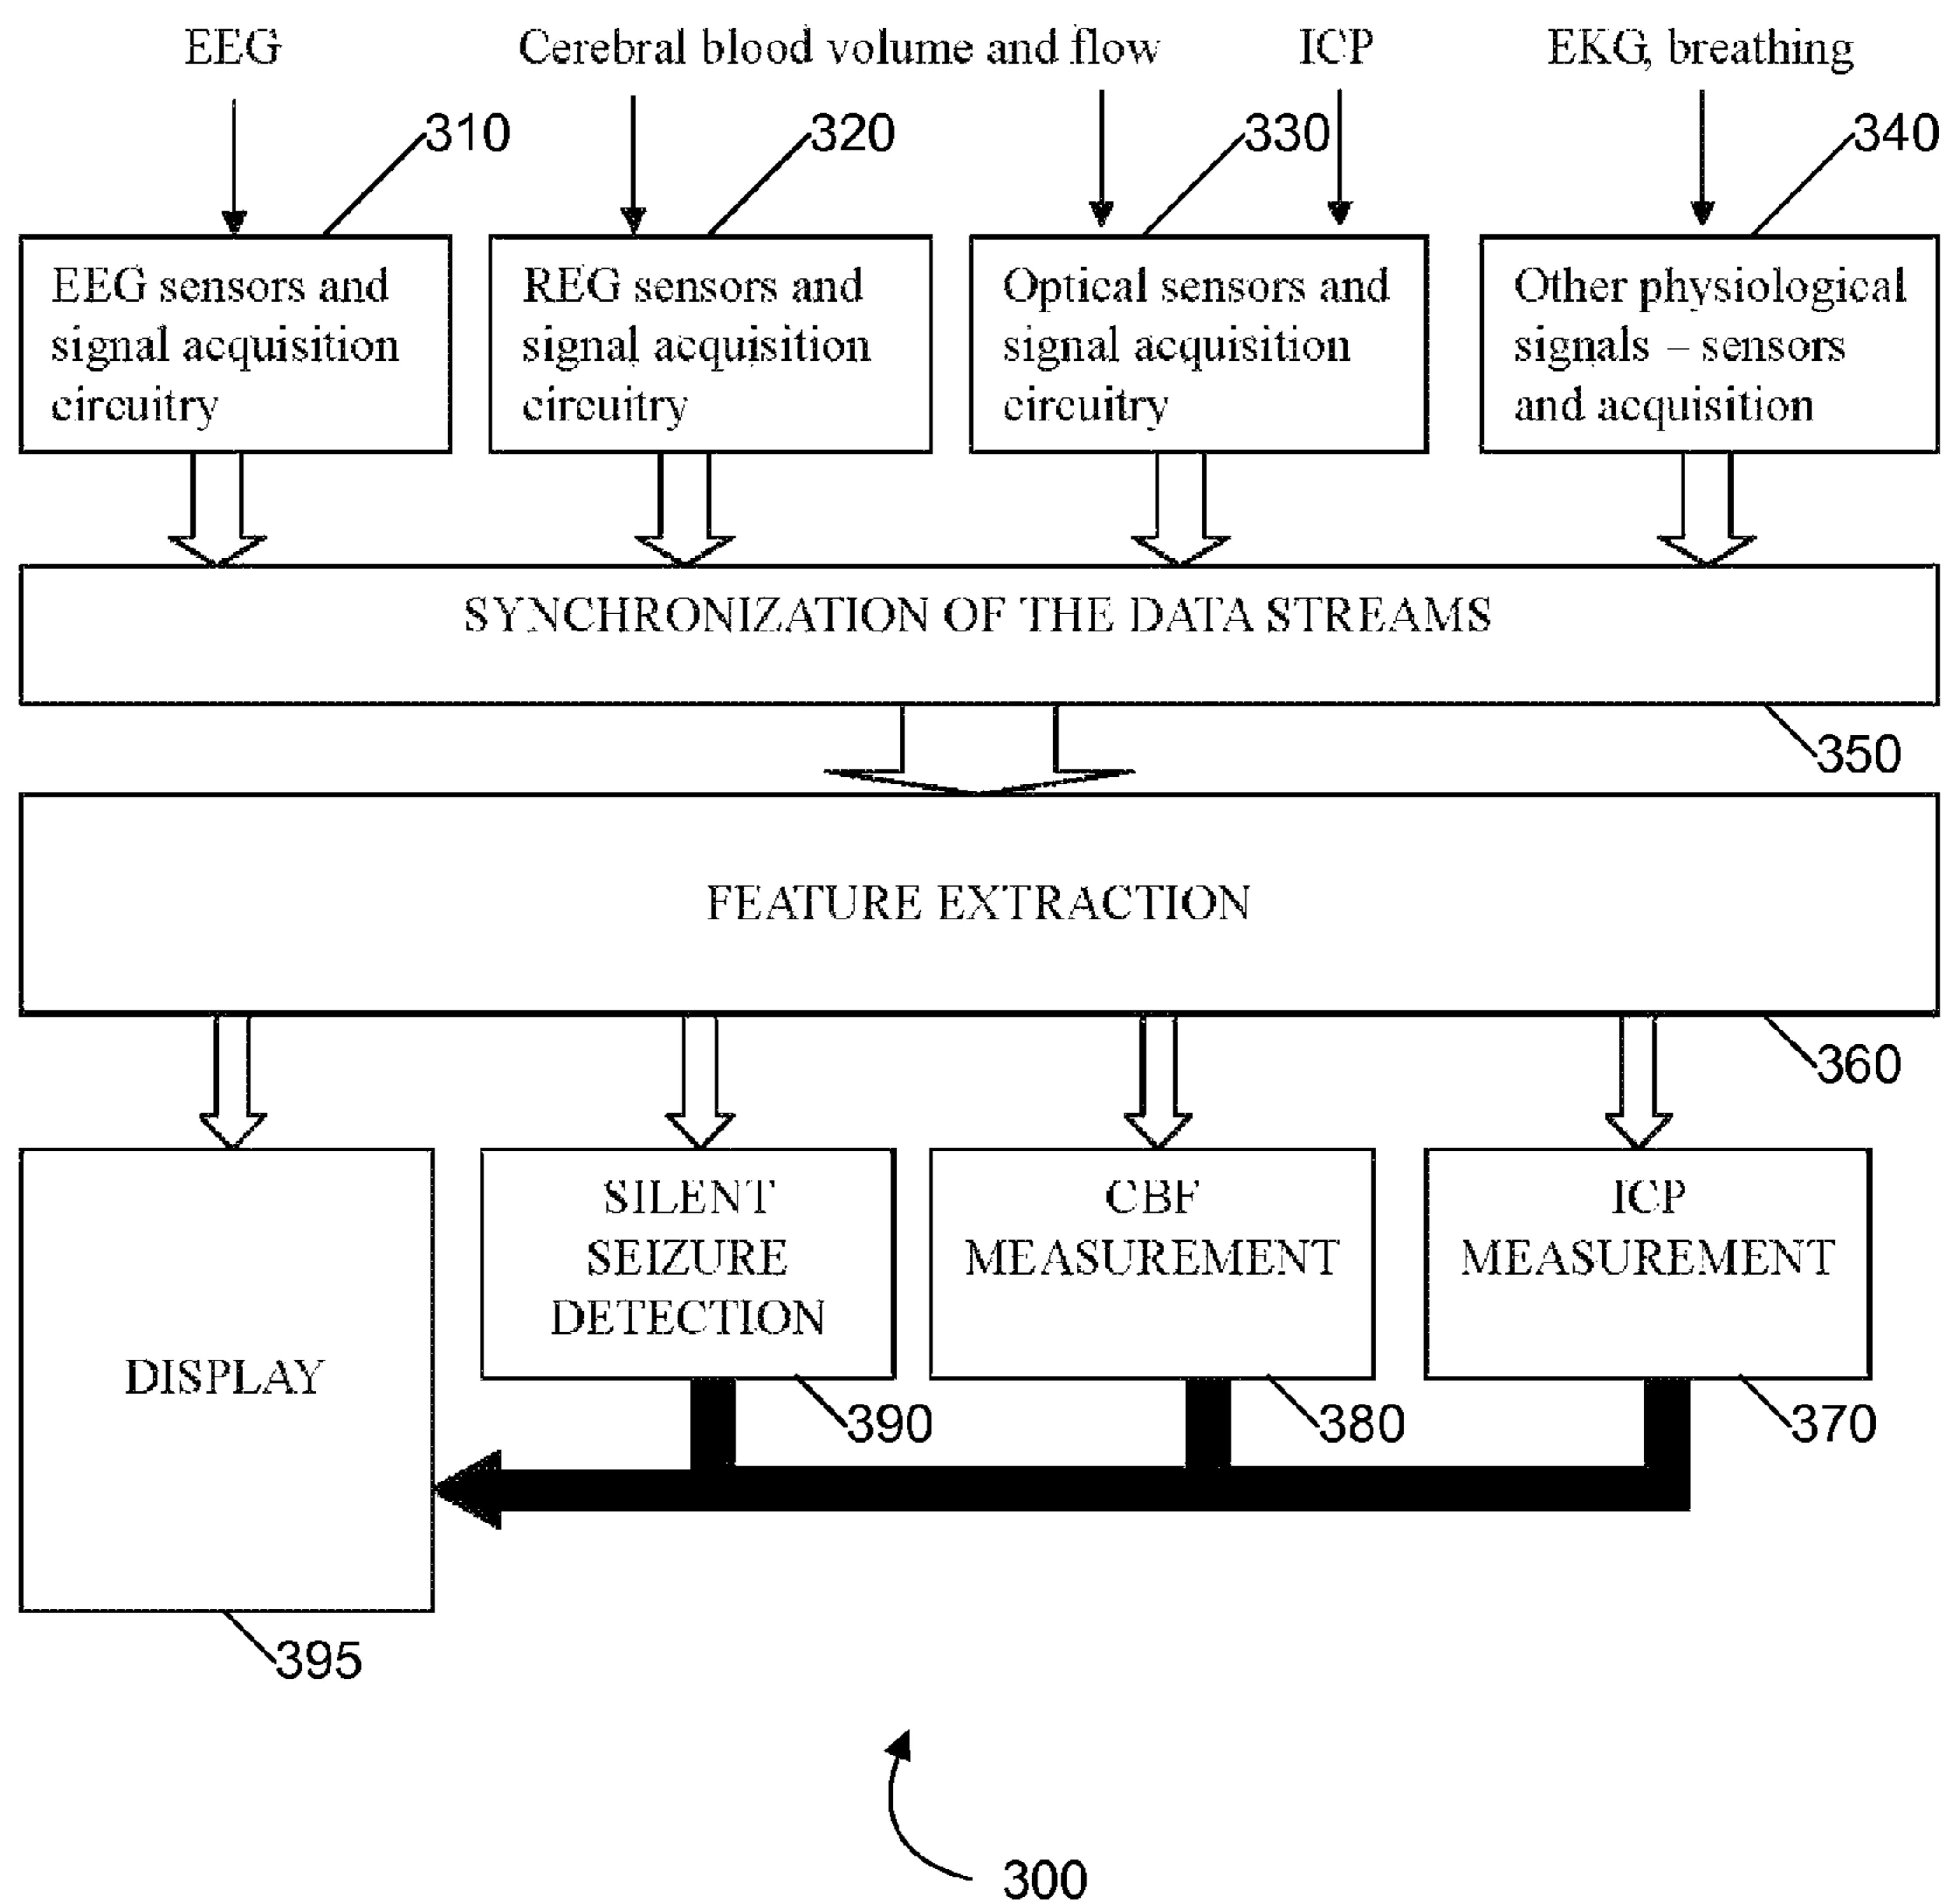 EEG
Cerebral blood volume and flow
ICP
EKG, breathing
310
320
330
340
EEG sensors and
signal acquisition
circuitry
REG sensors and
signal acquisition
circuitry
Optical sensors and
signal acquisition
circuitry
Other physiological
signals – sensors
and acquisition
SYNCHRONIZATION OF THE DATA STREAMS
350
FEATURE EXTRACTION
360
DISPLAY
SILENT
SEIZURE
DETECTION
CBF
MEASUREMENT
ICP
MEASUREMENT
390
380
370
395
300